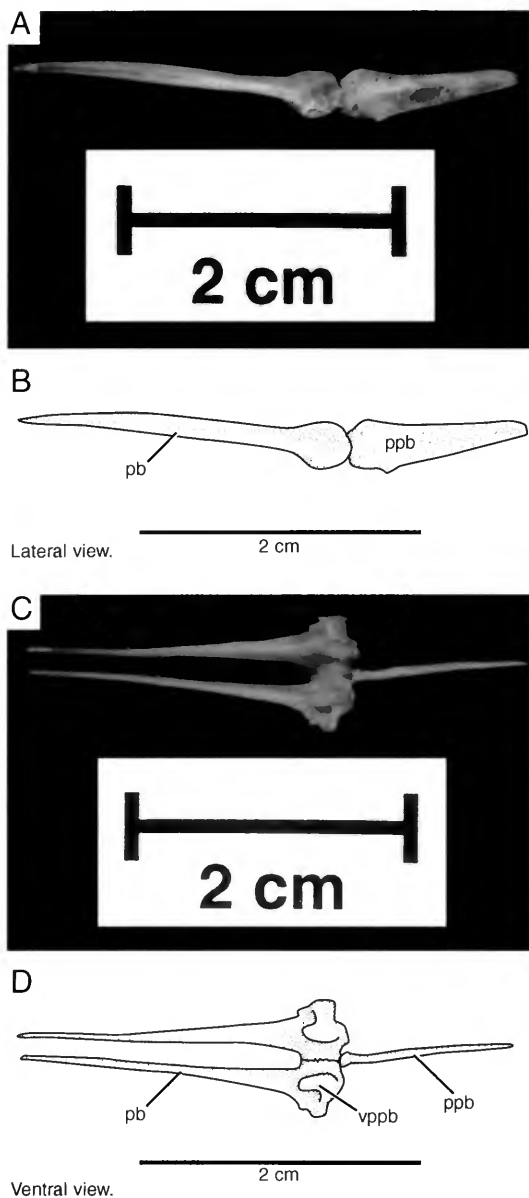 A
2 cm
B
pb
ppb
2 cm
Lateral view.
C
2 cm
D
pb
vppb
ppb
2 cm
Ventral view.